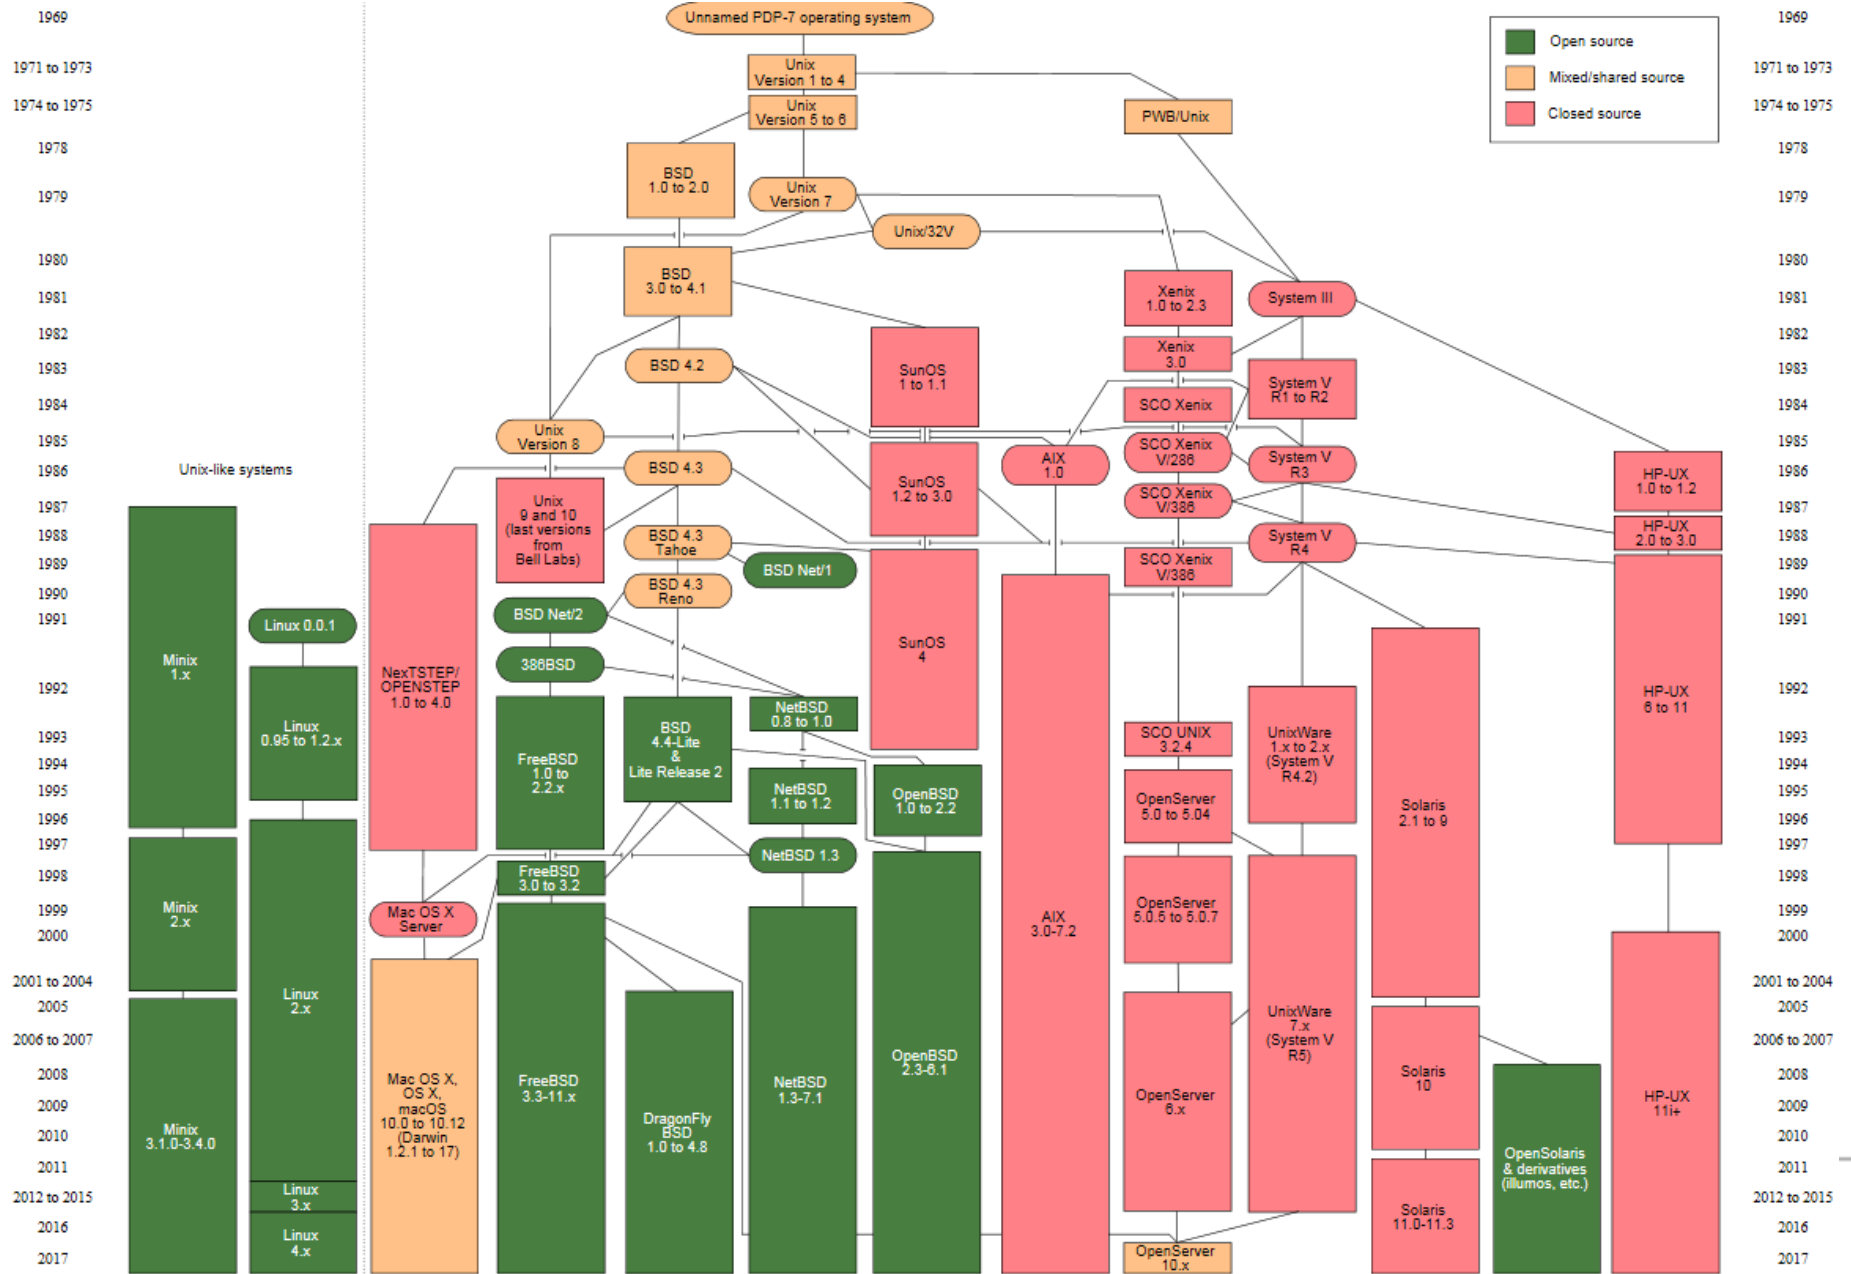 1969
1971 to 1973
1974 to 1975
1978
1979
1980
1981
1982
1983
1984
1985
1986
1987
1988
1989
1990
1991
1992
1993
1994
1995
1996
1997
1998
1999
2000
2001 to 2004
2005
2006 to 2007
2008
2009
2010
2011
2012 to 2015
2016
2017
Unix-like systems
Minix
1.x
Minix
2.x
Minix
3.1.0-3.4.0
Linux 0.0.1
Linux
0.95 to 1.2.x
Linux
2.x
Linux
3.x
Linux
4.x
Unnamed PDP-7 operating system
Unix
Version 1 to 4
Unix
Version 5 to 6
PWB/Unix
BSD
1.0 to 2.0
Unix
Version 7
Unix/32V
BSD
3.0 to 4.1
Xenix
1.0 to 2.3
System III
Xenix
3.0
BSD 4.2
SunOS
1 to 1.1
System V
R1 to R2
SCO Xenix
Unix
Version 8
SCO Xenix
V/286
AIX
1.0
System V
R3
BSD 4.3
SunOS
1.2 to 3.0
HP-UX
1.0 to 1.2
Unix
9 and 10
(last versions
from
Bell Labs)
SCO Xenix
V/386
HP-UX
2.0 to 3.0
BSD 4.3
Tahoe
System V
R4
BSD Net/1
SCO Xenix
V/386
BSD 4.3
Reno
BSD Net/2
SunOS
4
386BSD
NexTSTEP/
OPENSTEP
1.0 to 4.0
HP-UX
6 to 11
NetBSD
0.8 to 1.0
BSD
4.4-Lite
&
Lite Release 2
SCO UNIX
3.2.4
UnixWare
1.x to 2.x
(System V
R4.2)
FreeBSD
1.0 to
2.2.x
NetBSD
1.1 to 1.2
OpenBSD
1.0 to 2.2
OpenServer
5.0 to 5.04
Solaris
2.1 to 9
NetBSD 1.3
FreeBSD
3.0 to 3.2
Mac OS X
Server
AIX
3.0-7.2
OpenServer
5.0.5 to 5.0.7
UnixWare
7.x
(System V
R5)
Mac OS X,
OS X,
macOS
10.0 to 10.12
(Darwin
1.2.1 to 17)
FreeBSD
3.3-11.x
DragonFly
BSD
1.0 to 4.8
NetBSD
1.3-7.1
OpenBSD
2.3-6.1
OpenServer
6.x
Solaris
10
HP-UX
11i+
OpenSolaris
& derivatives
(illumos, etc.)
Solaris
11.0-11.3
OpenServer
10.x
Open source
Mixed/shared source
Closed source
1969
1971 to 1973
1974 to 1975
1978
1979
1980
1981
1982
1983
1984
1985
1986
1987
1988
1989
1990
1991
1992
1993
1994
1995
1996
1997
1998
1999
2000
2001 to 2004
2005
2006 to 2007
2008
2009
2010
2011
2012 to 2015
2016
2017